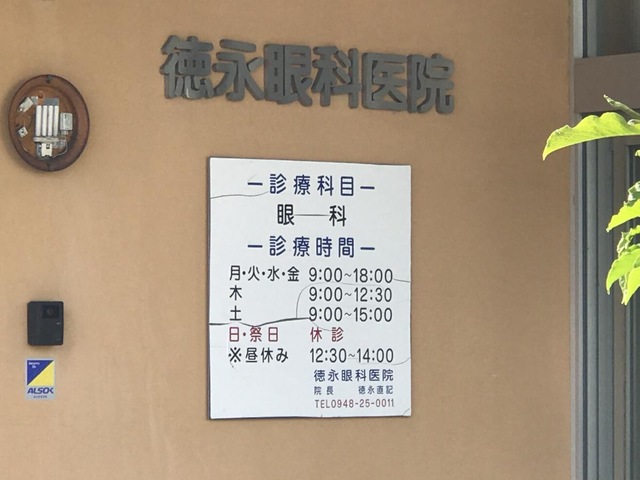 徳永眼科医院
ー診療科目ー
眼──科
ー診療時間ー
月・火・水・金 9:00~18:00
木 9:00~12:30
土 9:00~15:00
日・祭日 休診
※昼休み 12:30~14:00
徳永眼科医院
院長 徳永直記
TEL0948-25-0011
ALSOK